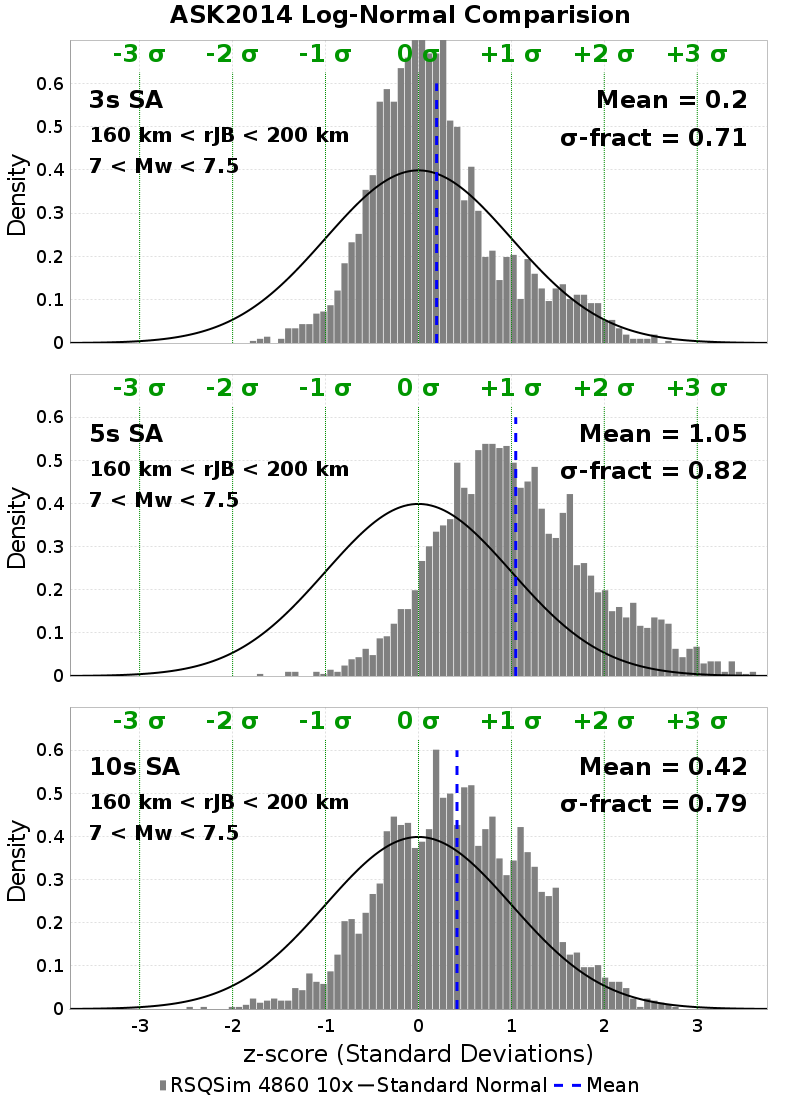 ASK2014 Log-Normal Comparision
-3 σ -2 σ -1 σ 0 σ +1 σ +2 σ +3 σ
3s SA
Mean = 0.2
160 km < rJB < 200 km
σ-fract = 0.71
7 < Mw < 7.5
Density
0.6
0.5
0.4
0.3
0.2
0.1
0
-3 σ -2 σ -1 σ 0 σ +1 σ +2 σ +3 σ
5s SA
Mean = 1.05
160 km < rJB < 200 km
σ-fract = 0.82
7 < Mw < 7.5
Density
0.6
0.5
0.4
0.3
0.2
0.1
0
-3 σ -2 σ -1 σ 0 σ +1 σ +2 σ +3 σ
10s SA
Mean = 0.42
160 km < rJB < 200 km
σ-fract = 0.79
7 < Mw < 7.5
Density
0.6
0.5
0.4
0.3
0.2
0.1
0
-3 -2 -1 0 1 2 3
z-score (Standard Deviations)
RSQSim 4860 10x Standard Normal Mean